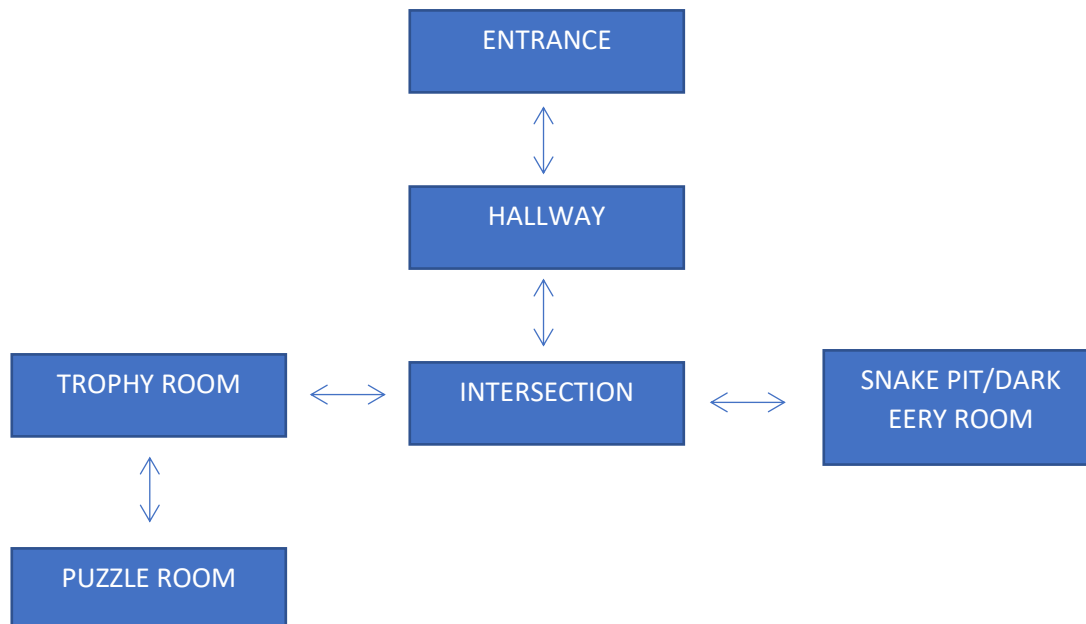 ENTRANCE
HALLWAY
TROPHY ROOM
INTERSECTION
SNAKE PIT/DARK
EERY ROOM
PUZZLE ROOM